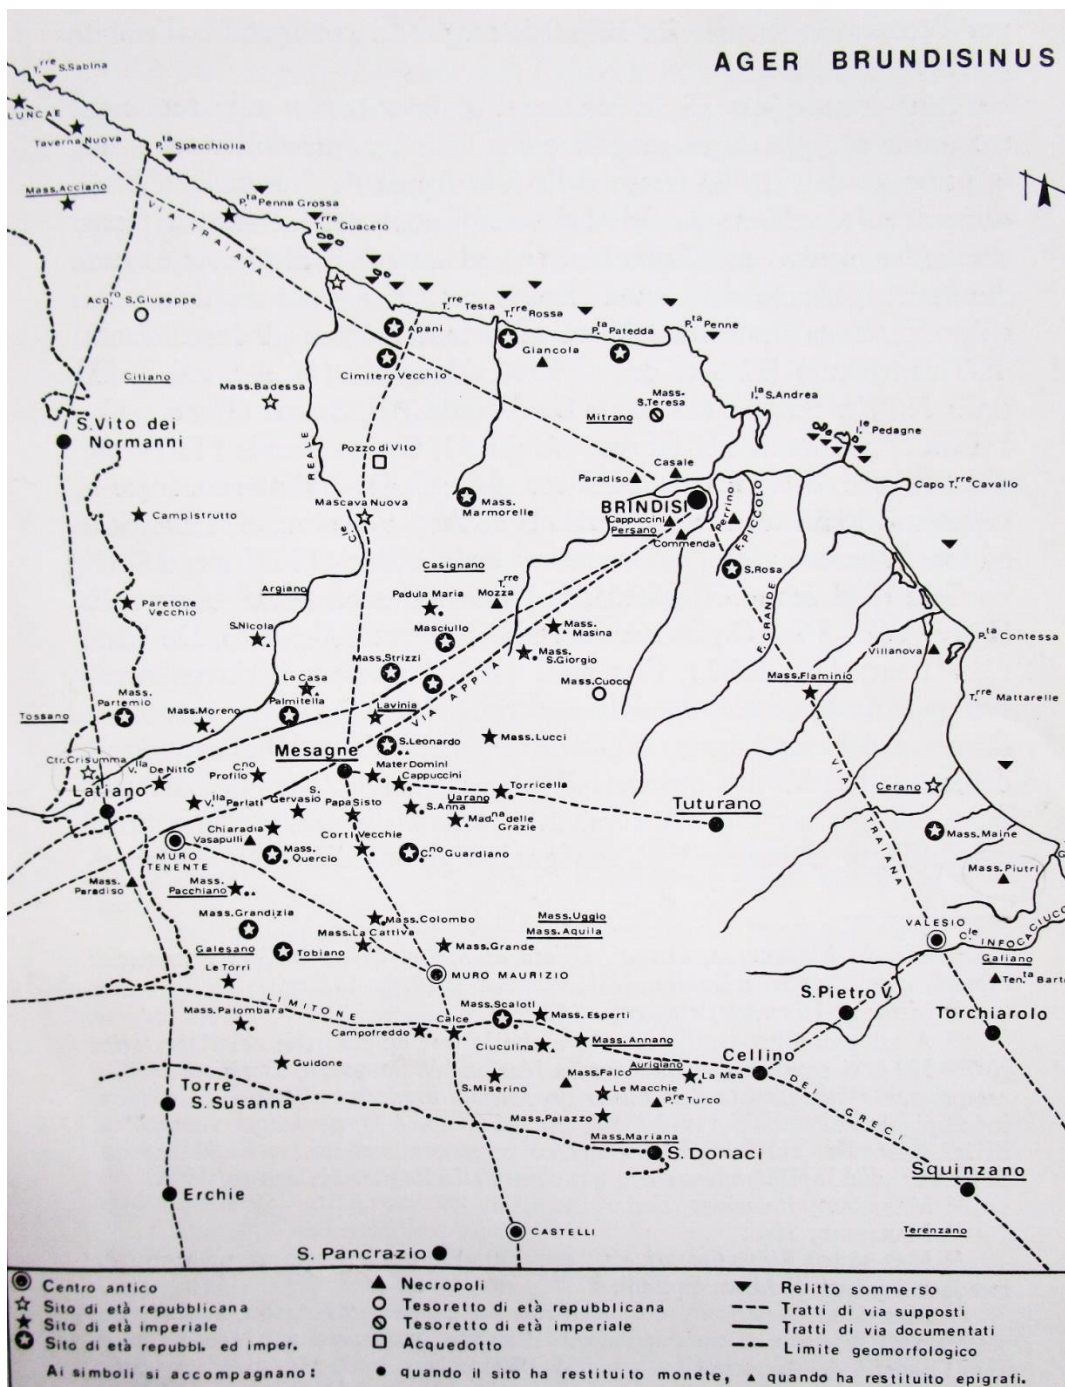 AGER BRUNDISINUS
T.rre S.Sabina
LUNCAE
Taverna Nuova
P.ta Specchiolla
Mass.Acciano
P.ta Penna Grossa
VIA TRAIANA
T.rre Guaceto
Acq.ro S.Giuseppe
T.rre Testa
T.rre Rossa
Apani
P.ta Patedda
P.ta Penne
Giancola
Cimitero Vecchio
Ciliano
Mass.Badessa
Mass. S.Teresa
I.la S.Andrea
Mitrano
S.Vito dei
Normanni
I.le Pedagne
Pozzo di Vito
Casale
Paradiso
C.le REALE
Capo T.rre Cavallo
Mass.
Marmorelle
BRINDISI
Mascava Nuova
Cappuccini
Persano
Perrino
F. PICCOLO
Campistrutto
Commenda
Casignano
S.Rosa
Argiano
T.rre
Mozza
Padula Maria
Paretone
Vecchio
F. GRANDE
S.Nicola
Masciullo
Mass.
Masina
P.ta Contessa
Mass.
S.Giorgio
Villanova
Mass.Strizzi
La Casa
Mass.Cuoco
Mass.Flaminio
T.rre Mattarelle
Mass.
Partemio
Palmitella
VIA APPIA
Tossano
Mass.Moreno
Lavinia
S.Leonardo
Mass.Lucci
Mesagne
Ctr.Crisumma
V.lla De Nitto
C.no
Profilo
Mater Domini
Cappuccini
Torricella
Cerano
Latiano
V.lla Perlati
S.
Gervasio
Papa Sisto
S.Anna
Uarano
Mad.na delle
Grazie
Tuturano
VIA TRAIANA
Chiaradia
Vasapulli
Corti Vecchie
Mass.Maine
MURO
TENENTE
Mass.
Quercio
C.no Guardiano
Mass.
Paradiso
Mass.
Pacchiano
Mass.Piutri
Mass.Grandizia
Mass.Colombo
Mass.Uggio
VALESIO
C.le INFOCACIUCCI
Mass.La Cattiva
Mass.Aquila
Galesano
Tobiano
Mass.Grande
Galiano
Le Torri
MURO MAURIZIO
Ten.ta Bart
LIMITONE
Mass.Scaloti
S.Pietro V.
Mass.Palombara
Calce
Mass.Esperti
Torchiarolo
Campofreddo
Ciuculina
Mass.Annano
Cellino
Guidone
Aurigiano
S.Miserino
Mass.Falco
La Mea
DEI GRECI
Torre
S.Susanna
Le Macchie
P.re Turco
Mass.Palazzo
Mass.Mariana
S. Donaci
Squinzano
Erchie
Terenzano
CASTELLI
S. Pancrazio
Centro antico
Sito di età repubblicana
Sito di età imperiale
Sito di età repubbl. ed imper.
Necropoli
Tesoretto di età repubblicana
Tesoretto di età imperiale
Acquedotto
Relitto sommerso
Tratti di via supposti
Tratti di via documentati
Limite geomorfologico
Ai simboli si accompagnano: ● quando il sito ha restituito monete, ▲ quando ha restituito epigrafi.